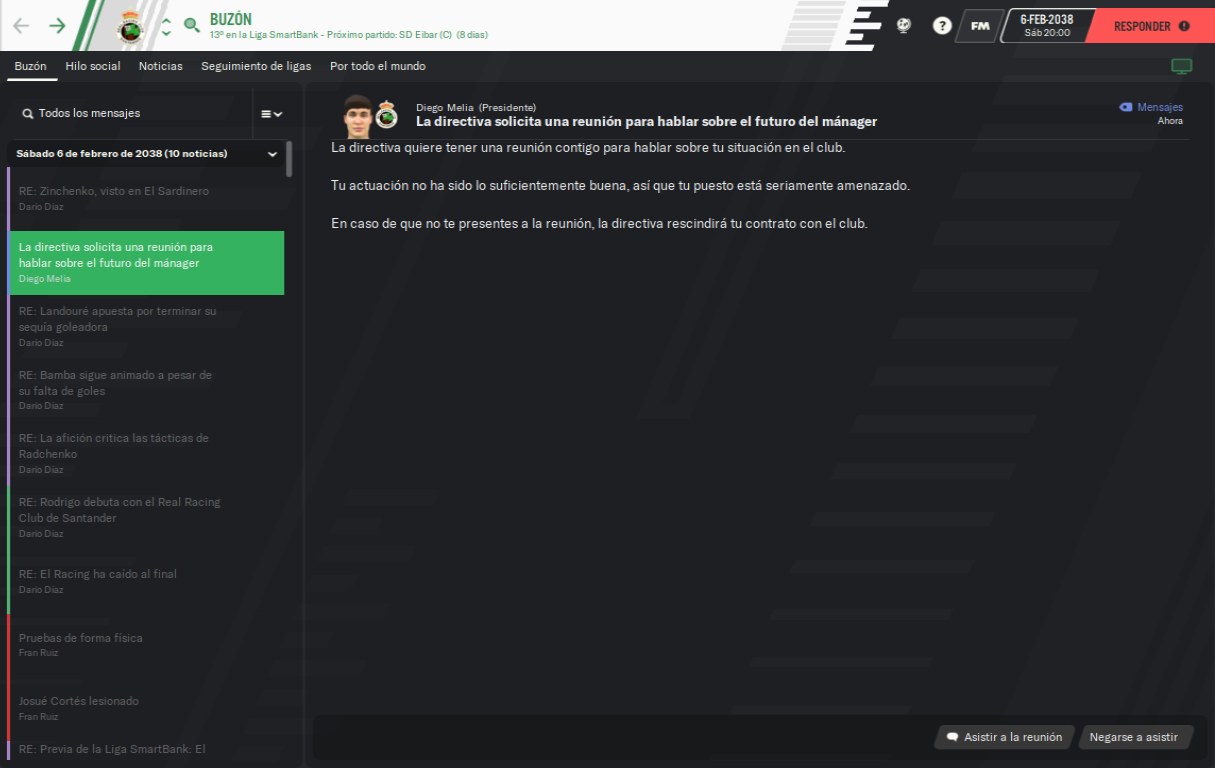 BUZÓN
13º en la Liga SmartBank - Próximo partido: SD Eibar (C) (8 días)
?
FM
6-FEB-2038
Sáb 20:00
RESPONDER
Buzón
Hilo social
Noticias
Seguimiento de ligas
Por todo el mundo
Todos los mensajes
Sábado 6 de febrero de 2038 (10 noticias)
RE: Zinchenko, visto en El Sardinero
Darío Díaz
La directiva solicita una reunión para
hablar sobre el futuro del mánager
Diego Melia
RE: Landouré apuesta por terminar su
sequía goleadora
Darío Díaz
RE: Bamba sigue animado a pesar de
su falta de goles
Darío Díaz
RE: La afición critica las tácticas de
Radchenko
Darío Díaz
RE: Rodrigo debuta con el Real Racing
Club de Santander
Darío Díaz
RE: El Racing ha caído al final
Darío Díaz
Pruebas de forma física
Fran Ruiz
Josué Cortés lesionado
Fran Ruiz
RE: Previa de la Liga SmartBank: El
Diego Melia (Presidente)
La directiva solicita una reunión para hablar sobre el futuro del mánager
Mensajes
Ahora
La directiva quiere tener una reunión contigo para hablar sobre tu situación en el club.
Tu actuación no ha sido lo suficientemente buena, así que tu puesto está seriamente amenazado.
En caso de que no te presentes a la reunión, la directiva rescindirá tu contrato con el club.
Asistir a la reunión
Negarse a asistir